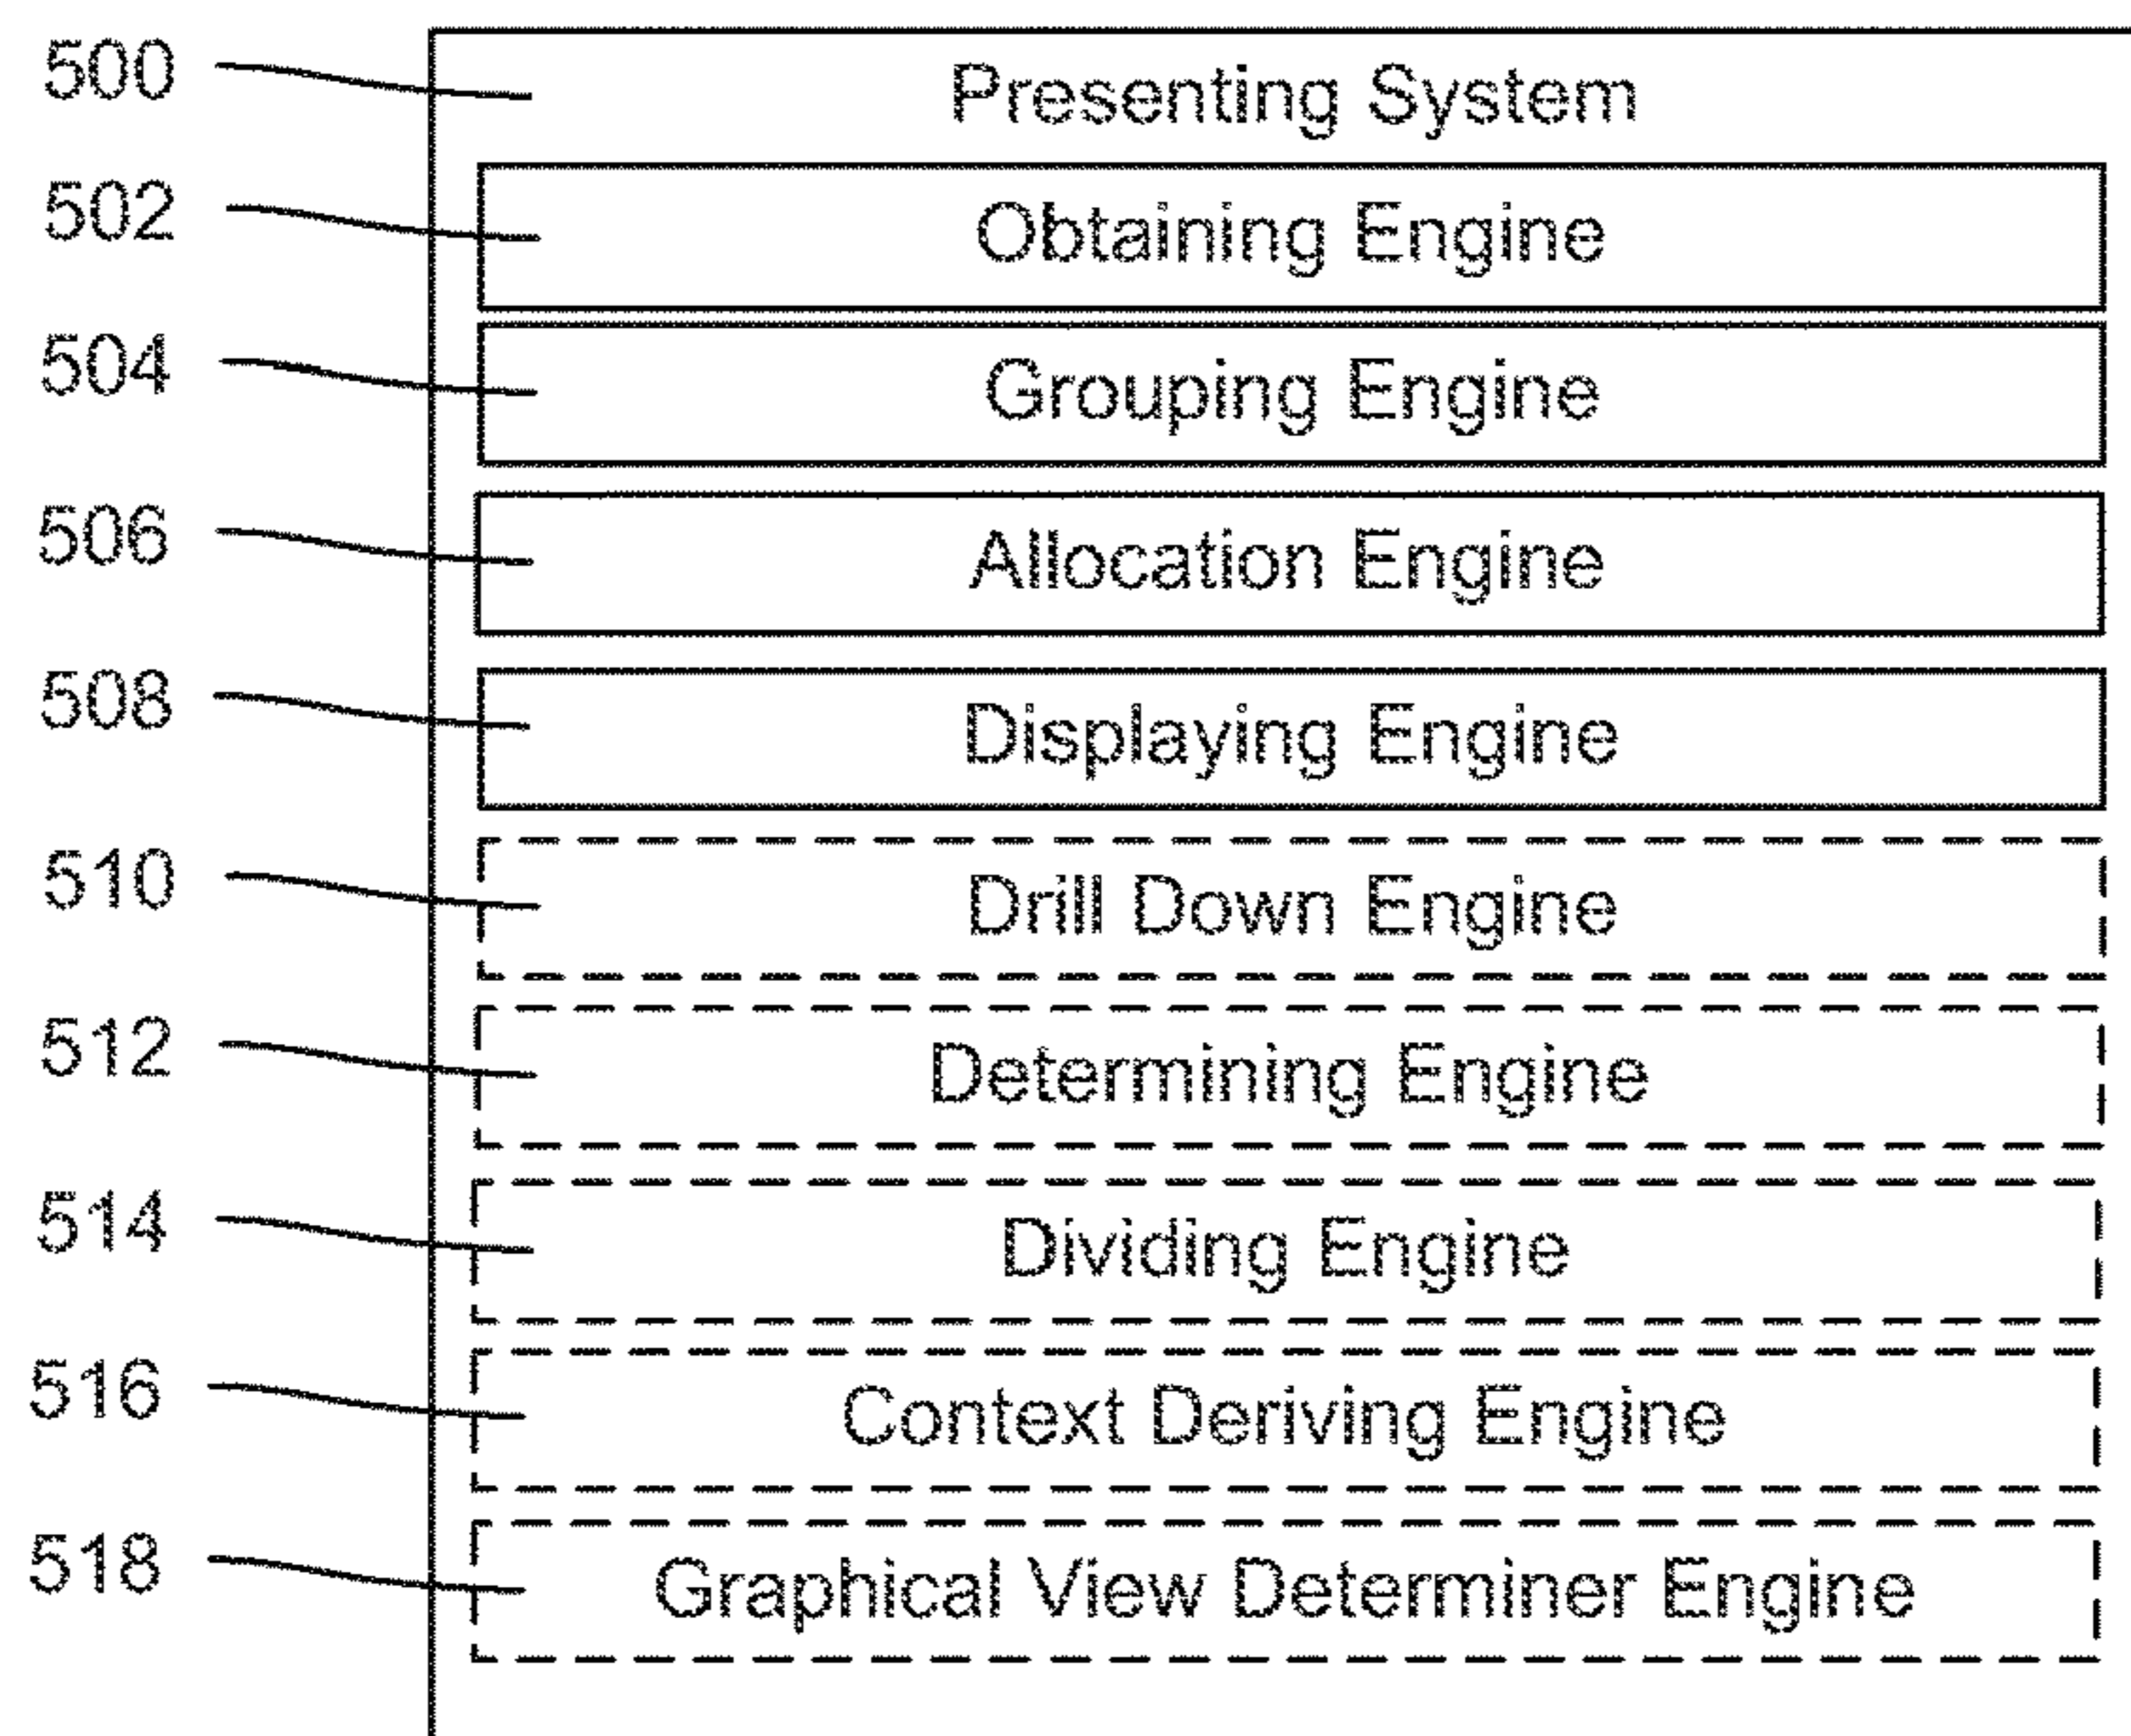 500 Presenting System
502 Obtaining Engine
504 Grouping Engine
506 Allocation Engine
508 Displaying Engine
510 Drill Down Engine
512 Determining Engine
514 Dividing Engine
516 Context Deriving Engine
518 Graphical View Determiner Engine